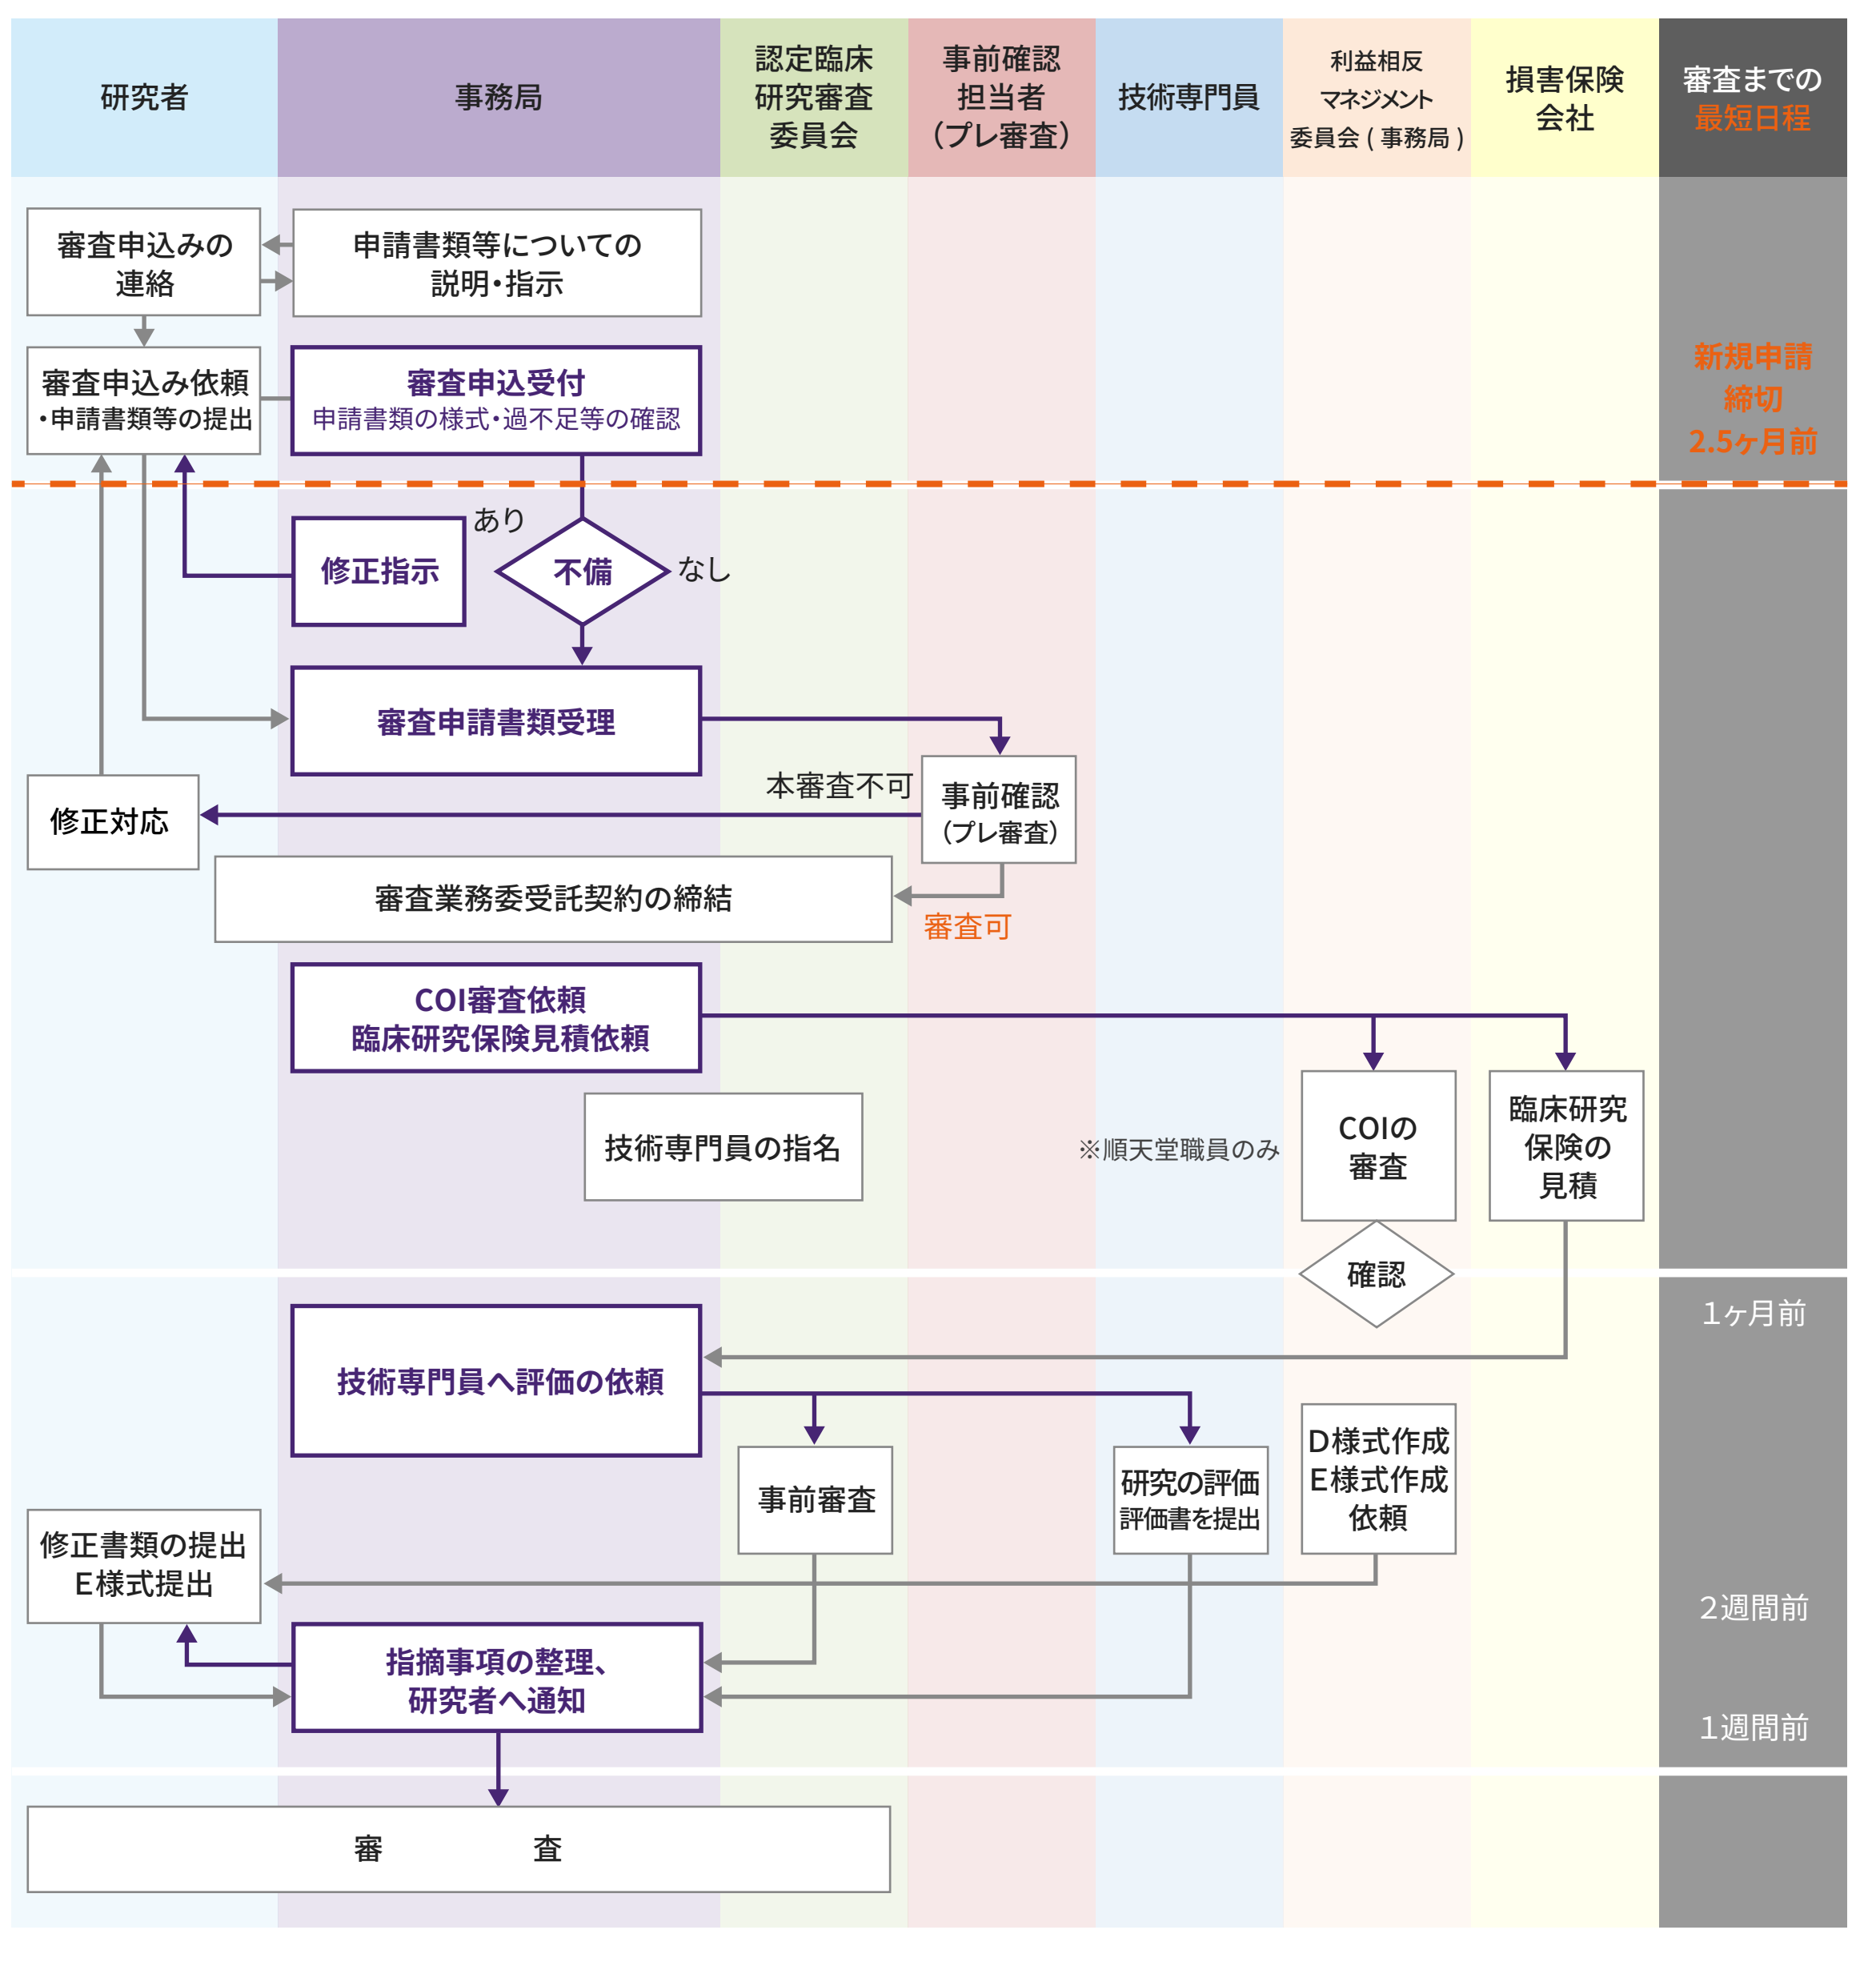 研究者
事務局
認定臨床
研究審査
委員会
事前確認
担当者
（プレ審査）
技術専門員
利益相反
マネジメント
委員会 ( 事務局 )
損害保険
会社
審査までの
最短日程
審査申込みの
連絡
申請書類等についての
説明・指示
審査申込み依頼
・申請書類等の提出
審査申込受付
申請書類の様式・過不足等の確認
新規申請
締切
2.5ヶ月前
修正指示
あり
不備
なし
審査申請書類受理
修正対応
本審査不可
事前確認
（プレ審査）
審査業務委受託契約の締結
審査可
COI審査依頼
臨床研究保険見積依頼
技術専門員の指名
※順天堂職員のみ
COIの
審査
臨床研究
保険の
見積
確認
１ヶ月前
技術専門員へ評価の依頼
事前審査
研究の評価
評価書を提出
Ｄ様式作成
Ｅ様式作成
依頼
修正書類の提出
Ｅ様式提出
２週間前
指摘事項の整理、
研究者へ通知
１週間前
審　　　　　査